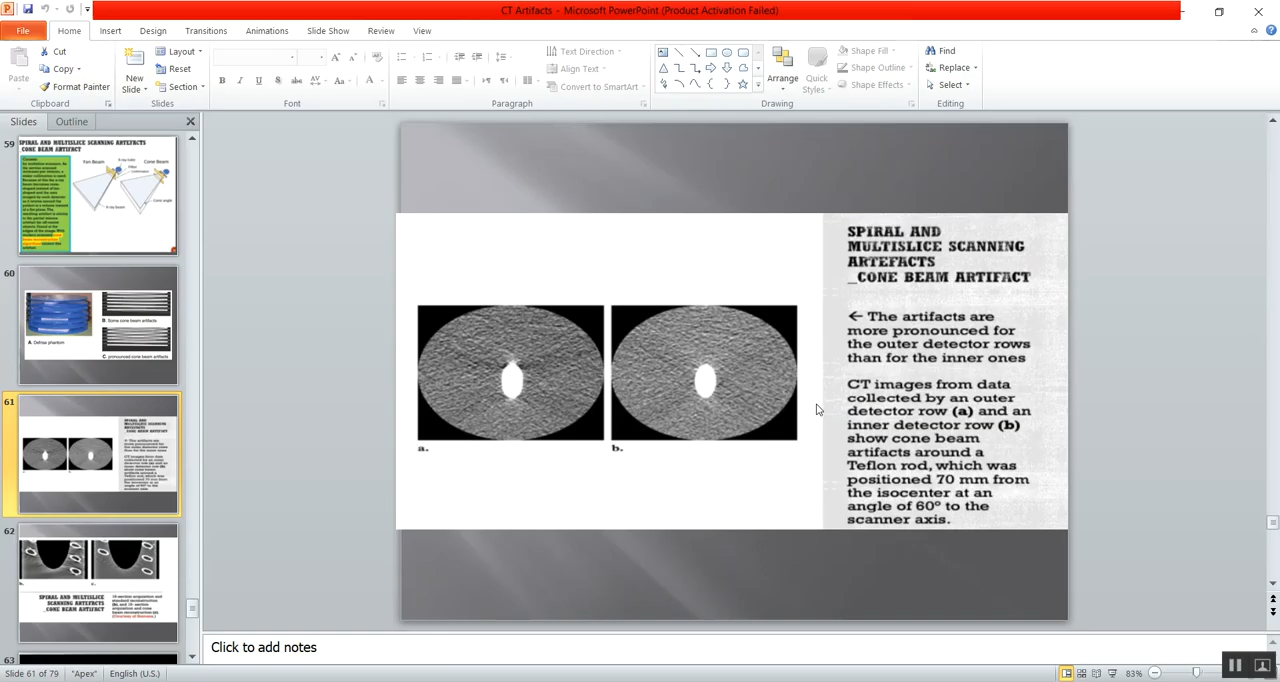 CT Artifacts - Microsoft PowerPoint (Product Activation Failed)
File Home Insert Design Transitions Animations Slide Show Review View
Paste
Cut
Copy
Format Painter
Clipboard
New
Slide
Layout
Reset
Section
Slides
Font
Text Direction
Align Text
Convert to SmartArt
Paragraph
Arrange
Quick
Styles
Shape Fill
Shape Outline
Shape Effects
Drawing
Find
Replace
Select
Editing
Slides Outline
59
SPIRAL AND MULTISLICE SCANNING ARTEFACTS
CONE BEAM ARTIFACT
Fan Beam
Cone Beam
60
A. Defrise phantom
B. Some cone beam artifacts
C. pronounced cone beam artifacts
61
62
SPIRAL AND MULTISLICE
SCANNING ARTEFACTS
_CONE BEAM ARTIFACT
63
a.
b.
SPIRAL AND
MULTISLICE SCANNING
ARTEFACTS
_CONE BEAM ARTIFACT
← The artifacts are
more pronounced for
the outer detector rows
than for the inner ones
CT images from data
collected by an outer
detector row (a) and an
inner detector row (b)
show cone beam
artifacts around a
Teflon rod, which was
positioned 70 mm from
the isocenter at an
angle of 60° to the
scanner axis.
Click to add notes
Slide 61 of 79 "Apex" English (U.S.) 83%